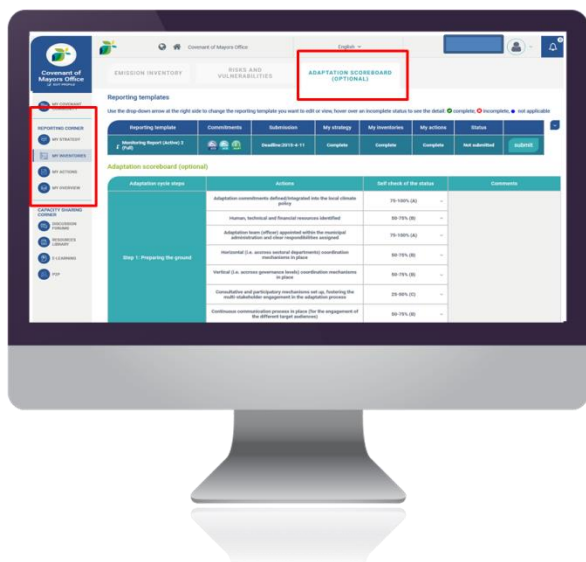 Covenant of Mayors Office
English
Covenant of
Mayors Office
EMISSION INVENTORY
RISKS AND
VULNERABILITIES
ADAPTATION SCOREBOARD
(OPTIONAL)
MY COVENANT
REPORTING CORNER
MY STRATEGY
MY INVENTORIES
MY ACTIONS
MY OVERVIEW
CAPACITY SHARING
CORNER
DISCUSSION
FORUMS
RESOURCES
LIBRARY
E-LEARNING
Reporting templates
Use the drop-down arrow at the right side to change the reporting template you want to edit or view, hover over an incomplete status to see the detail. complete; incomplete; not applicable
Reporting template Commitments Submission My strategy My inventories My actions Status
Monitoring Report (Active) 2
(Full)
Complete Complete Complete Not submitted submit
Adaptation scoreboard (optional)
Adaptation cycle steps Actions Self check of the status Comments
Step 1: Preparing the ground
Adaptation commitments defined/integrated into the local climate
policy
75-100% (A)
Human, technical and financial resources identified
50-75% (B)
Adaptation team (officer) appointed within the municipal
administration and clear responsibilities assigned
75-100% (A)
Horizontal (i.e. accross sectoral departments) coordination
mechanisms in place
50-75% (B)
Vertical (i.e. accross governance levels) coordination mechanisms
in place
50-75% (B)
Consultative and participatory mechanisms set up, fostering the
multi-stakeholder engagement in the adaptation process
25-50% (C)
Continuous communication process in place (for the engagement of
the different target audiences)
50-75% (B)